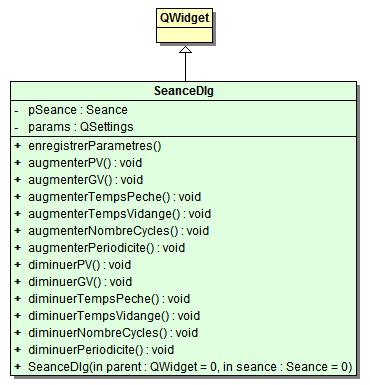 QWidget
SeanceDlg
- pSeance : Seance
- params : QSettings
+ enregistrerParametres()
+ augmenterPV() : void
+ augmenterGV() : void
+ augmenterTempsPeche() : void
+ augmenterTempsVidange() : void
+ augmenterNombreCycles() : void
+ augmenterPeriodicite() : void
+ diminuerPV() : void
+ diminuerGV() : void
+ diminuerTempsPeche() : void
+ diminuerTempsVidange() : void
+ diminuerNombreCycles() : void
+ diminuerPeriodicite() : void
+ SeanceDlg(in parent : QWidget = 0, in seance : Seance = 0)